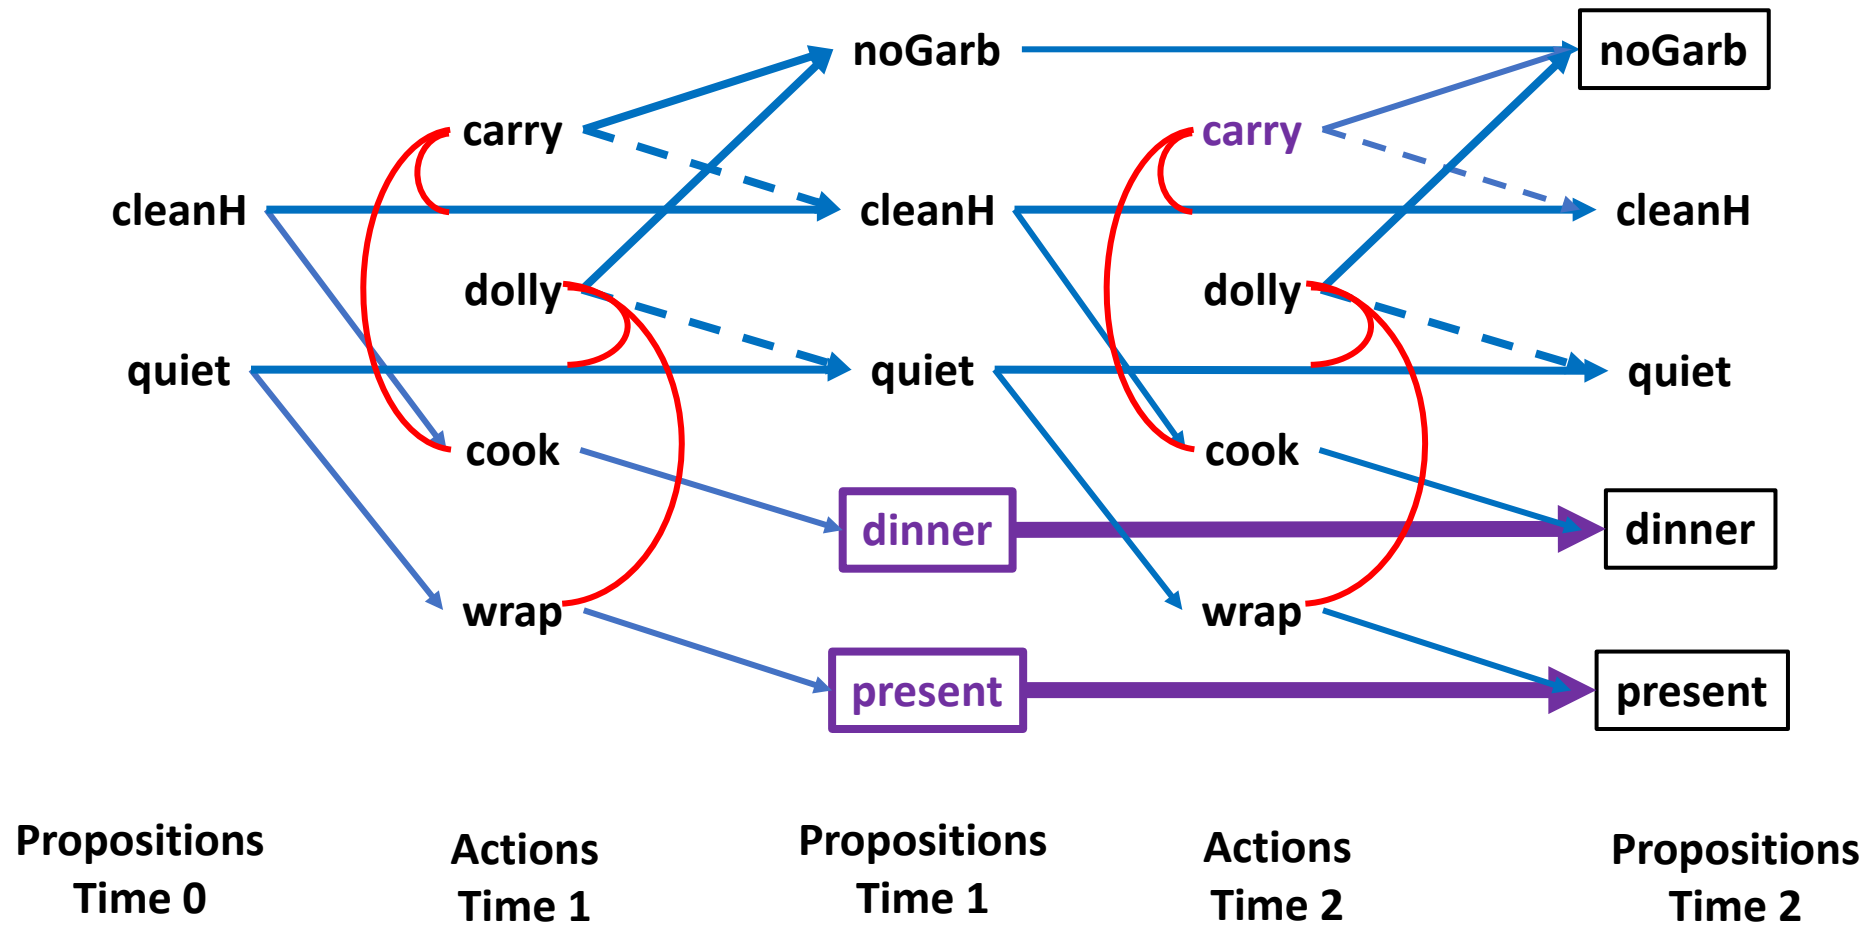 noGarb
noGarb
carry
carry
cleanH
cleanH
cleanH
dolly
dolly
quiet
quiet
quiet
cook
cook
dinner
dinner
wrap
wrap
present
present
Propositions
Time 0
Actions
Time 1
Propositions
Time 1
Actions
Time 2
Propositions
Time 2